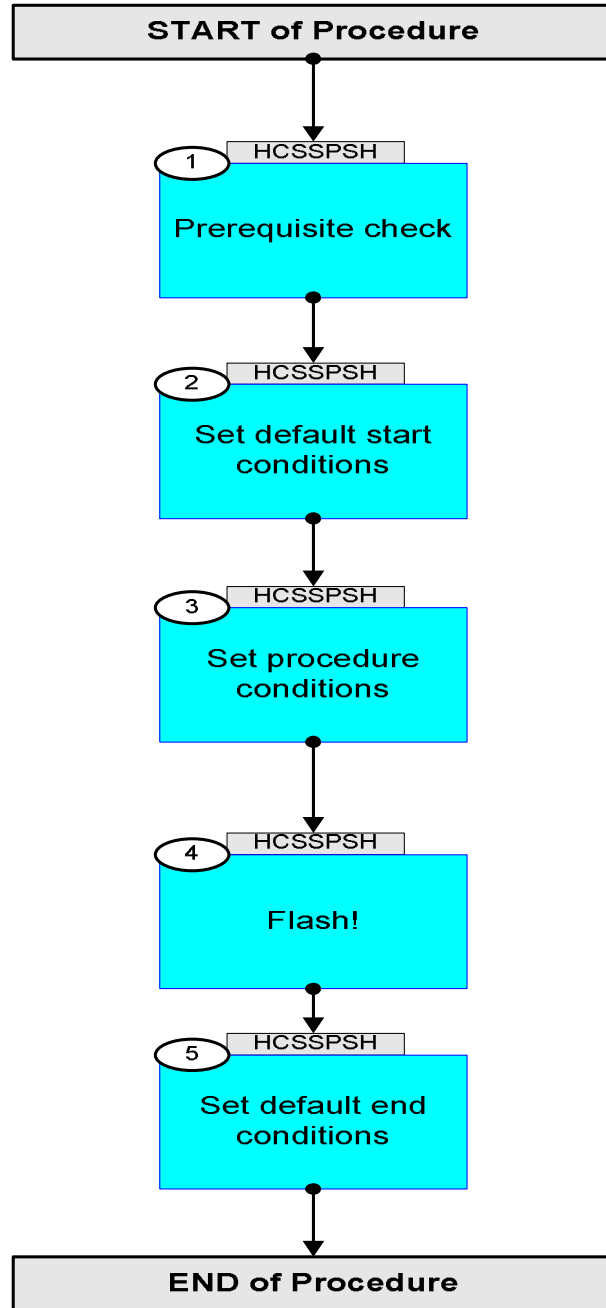 START of Procedure
HCSSPSH
1
Prerequisite check
HCSSPSH
2
Set default start
conditions
HCSSPSH
3
Set procedure
conditions
HCSSPSH
4
Flash!
HCSSPSH
5
Set default end
conditions
END of Procedure